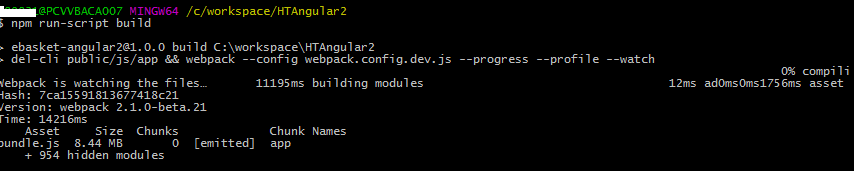 @PCVVBACA007 MINGW64 /c/workspace/HTAngular2
$ npm run-script build
> ebasket-angular2@1.0.0 build C:\workspace\HTAngular2
> del-cli public/js/app && webpack --config webpack.config.dev.js --progress --profile --watch
0% compili
Webpack is watching the files… 11195ms building modules 12ms ad0ms0ms1756ms asset
Hash: 7ca15591813677418c21
Version: webpack 2.1.0-beta.21
Time: 14216ms
Asset Size Chunks Chunk Names
bundle.js 8.44 MB 0 [emitted] app
+ 954 hidden modules